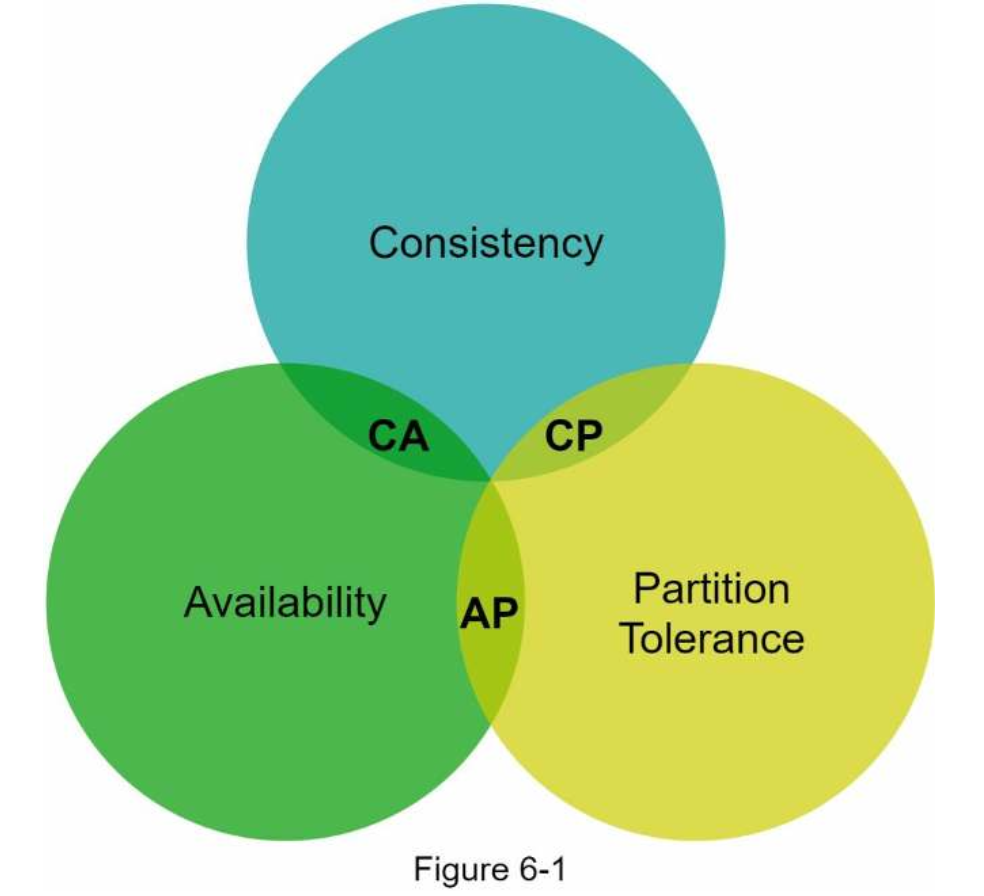 Consistency
CA
CP
Availability
AP
Partition
Tolerance
Figure 6-1